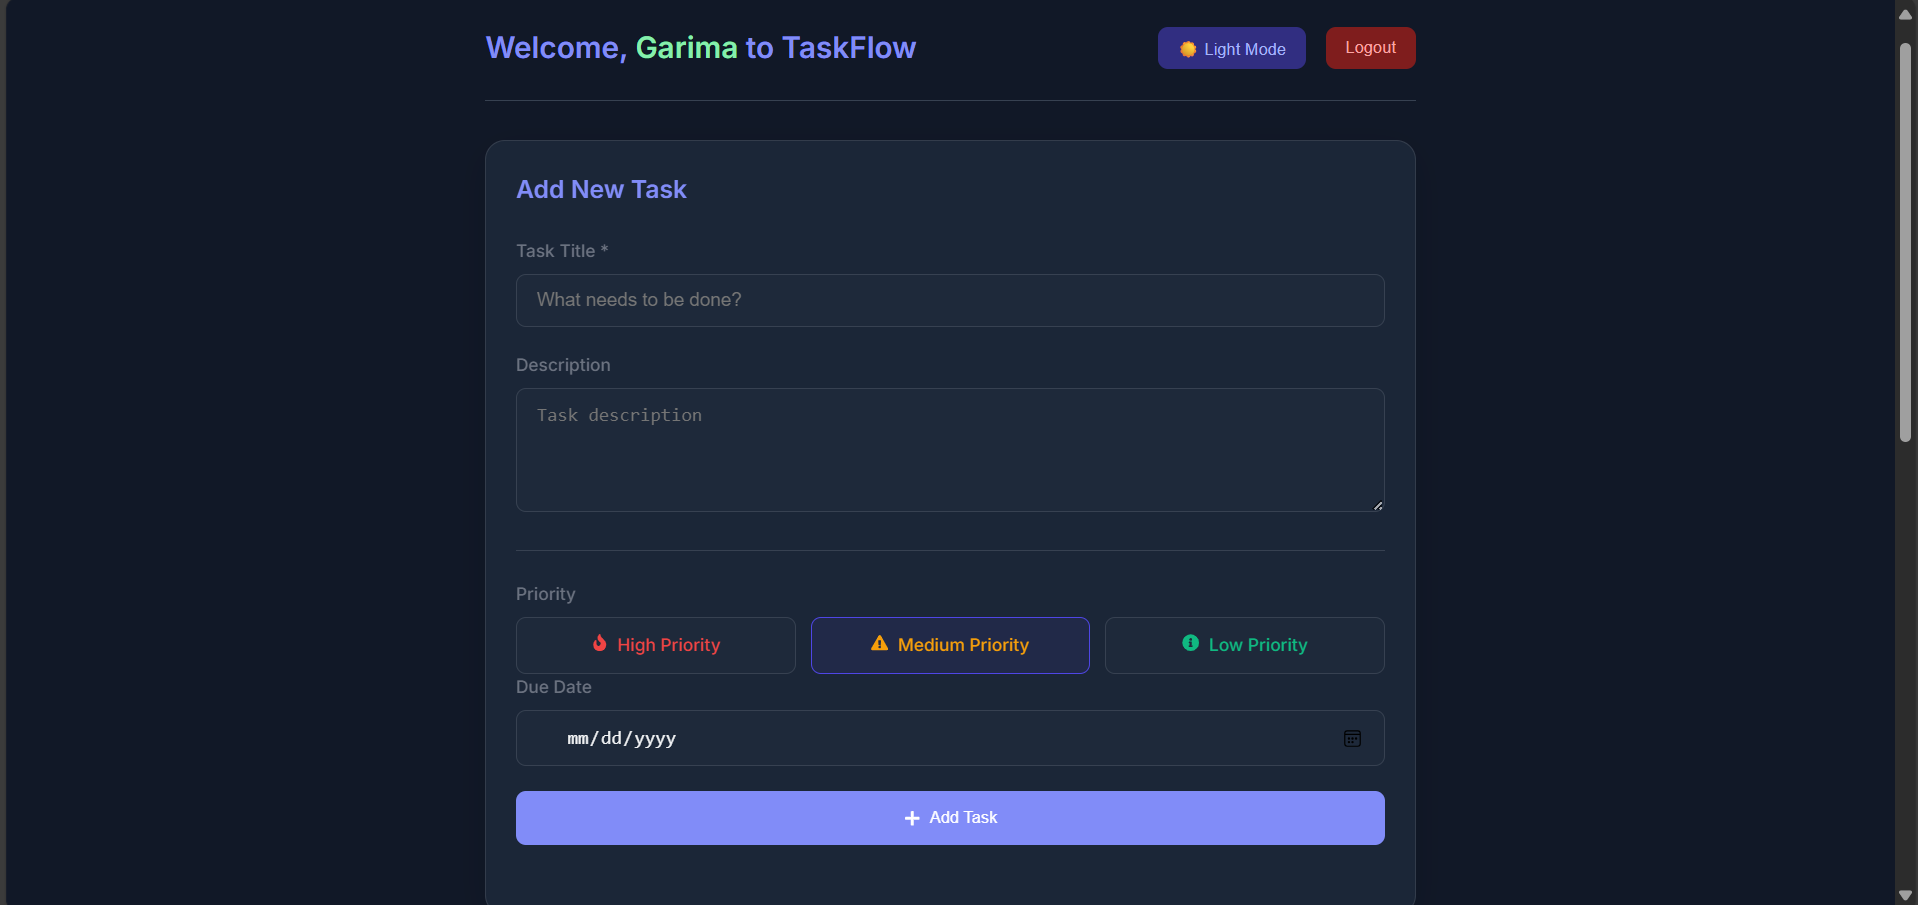 Welcome, Garima to TaskFlow
Light Mode
Logout
Add New Task
Task Title *
What needs to be done?
Description
Task description
Priority
High Priority
Medium Priority
Low Priority
Due Date
mm/dd/yyyy
Add Task